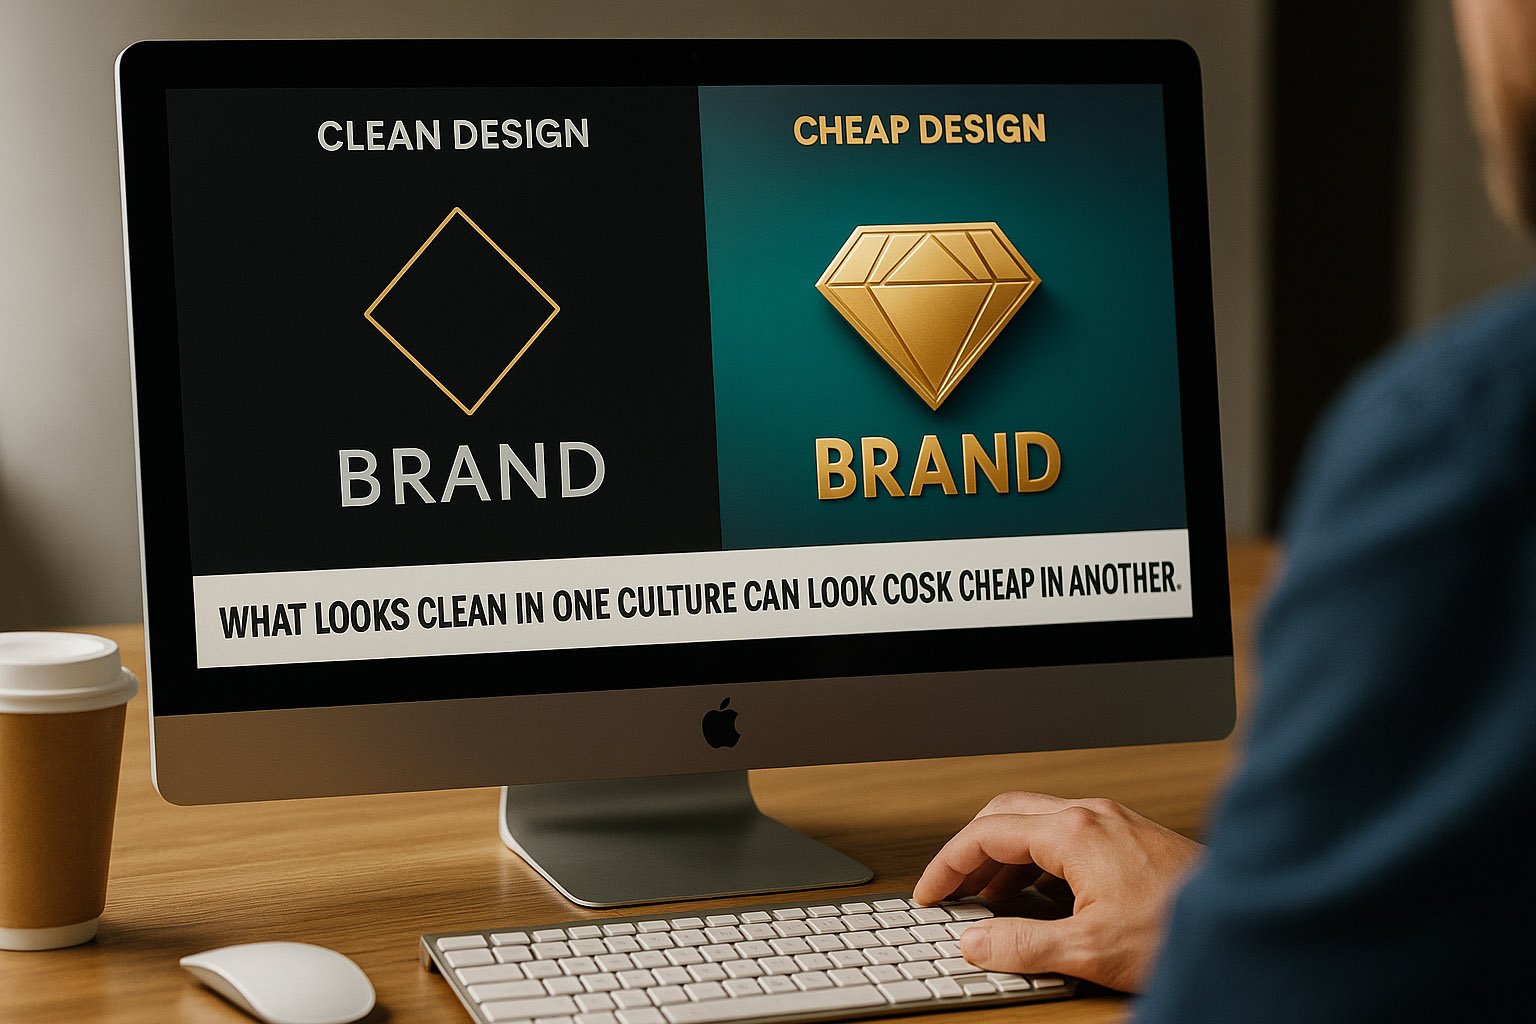 CLEAN DESIGN
BRAND
CHEAP DESIGN
BRAND
WHAT LOOKS CLEAN IN ONE CULTURE CAN LOOK COSK CHEAP IN ANOTHER.